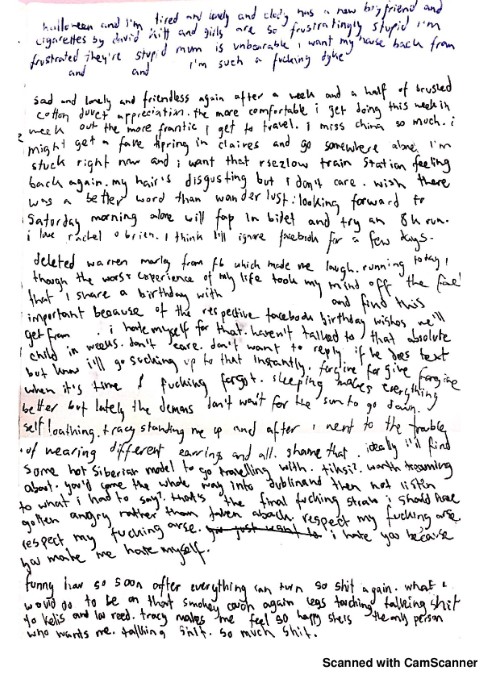 halloween and i'm tired and lonely and clody has a new boyfriend and
cigarettes by david kitt and girls are so frustratingly stupid i'm
frustrated they're stupid mum is unbearable i want my house back from
and and i'm such a fucking dyke
sad and lonely and friendless again after a week and a half of brushed
cotton duvet appreciation. the more comfortable i get doing this week in
week out the more frantic i get to travel. i miss china so much. i
might get a fake lipring in claires and go somewhere alone. I'm
stuck right now and i want that train station feeling
back again. my hair's disgusting but I don't care. wish there
was a better word than wanderlust. looking forward to
saturday morning alone will fap in bidet and try an 8k run.
i love rachel o brien. I think i'll ignore facebook for a few days.
deleted warren from fb which made me laugh. running today,
though the worst experience of my life took my mind off the fact
that I share a birthday with and find this
important because of the respective facebook birthday wishes we'll
get from . i hate myself for that. haven't talked to that absolute
child in weeks. don't care. don't want to reply. if he does text
but know i'll go sucking up to that instantly. forgive forgive forgive
when it's time I fucking forgot. sleeping makes everything
better but lately the demons don't wait for the sun to go down.
self loathing. tracy standing me up and after i went to the trouble
of wearing different earrings and all. shame that. ideally i'll find
some hot siberian model to go travelling with. tiksi?. worth dreaming
about. you'd come the whole way into dublin and then not listen
to what i had to say?. that's the final fucking straw i should have
gotten angry rather than taken aback. respect my fucking arse
respect my fucking arse. i hate you because
you make me hate myself.
funny how so soon after everything can turn so shit again. what i
would do to be on that smokey couch again legs touching talking shit
to kelis and lou reed. tracy makes me feel so happy she's the only person
who wants me. talking shit. so much shit.
Scanned with CamScanner